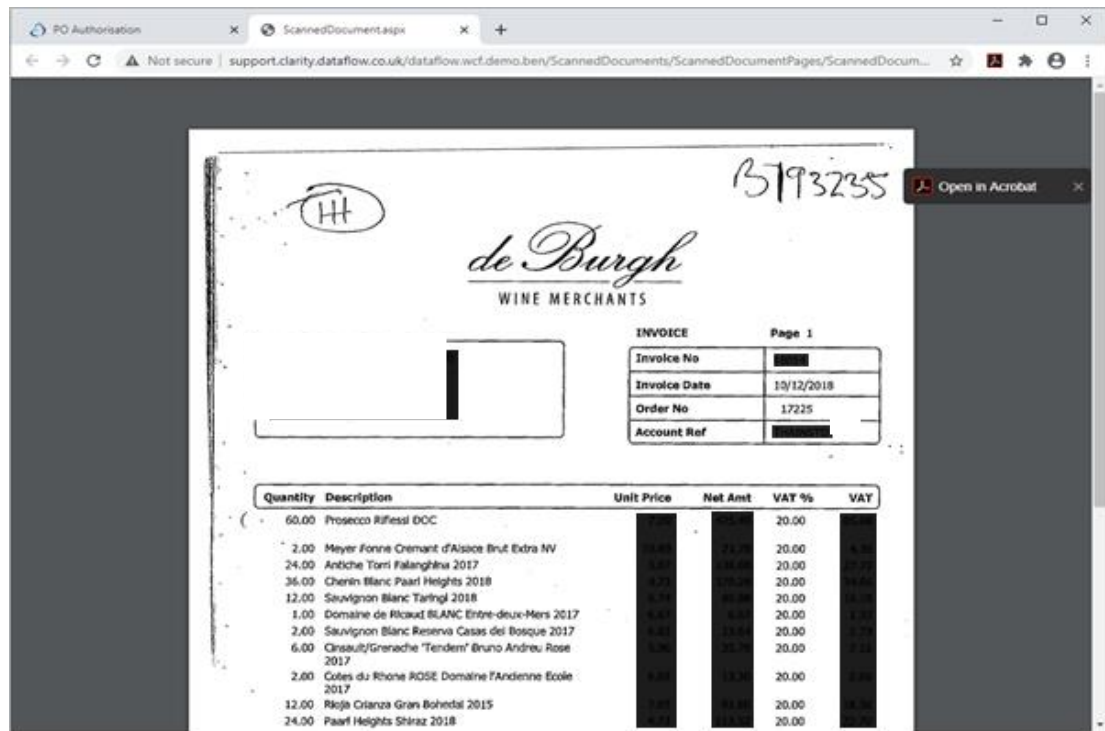 PO Authorisation
ScannedDocument.aspx
Not secure | support.clarity.dataflow.co.uk/dataflow.wcf.demo.ben/ScannedDocuments/ScannedDocumentPages/ScannedDocum...
HH
B193235
Open in Acrobat
de Burgh
WINE MERCHANTS
INVOICE Page 1
Invoice No
Invoice Date 10/12/2018
Order No 17225
Account Ref
Quantity Description Unit Price Net Amt VAT % VAT
60.00 Prosecco Riflessi DOC 20.00
2.00 Meyer Fonne Cremant d'Alsace Brut Extra NV 20.00
24.00 Antiche Torri Falanghina 2017 20.00
36.00 Chenin Blanc Paarl Heights 2018 20.00
12.00 Sauvignon Blanc Taringi 2018 20.00
1.00 Domaine de Ricaud BLANC Entre-deux-Mers 2017 20.00
2.00 Sauvignon Blanc Reserva Casas del Bosque 2017 20.00
6.00 Cinsault/Grenache 'Tendem' Bruno Andreu Rose 20.00
2017
2.00 Cotes du Rhone ROSE Domaine l'Ancienne Ecole 20.00
2017
12.00 Rioja Crianza Gran Bohedal 2015 20.00
24.00 Paarl Heights Shiraz 2018 20.00